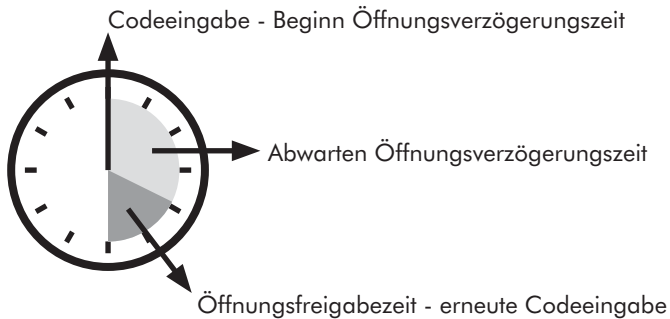 Codeeingabe - Beginn Öffnungsverzögerungszeit
Abwarten Öffnungsverzögerungszeit
Öffnungsfreigabezeit - erneute Codeeingabe